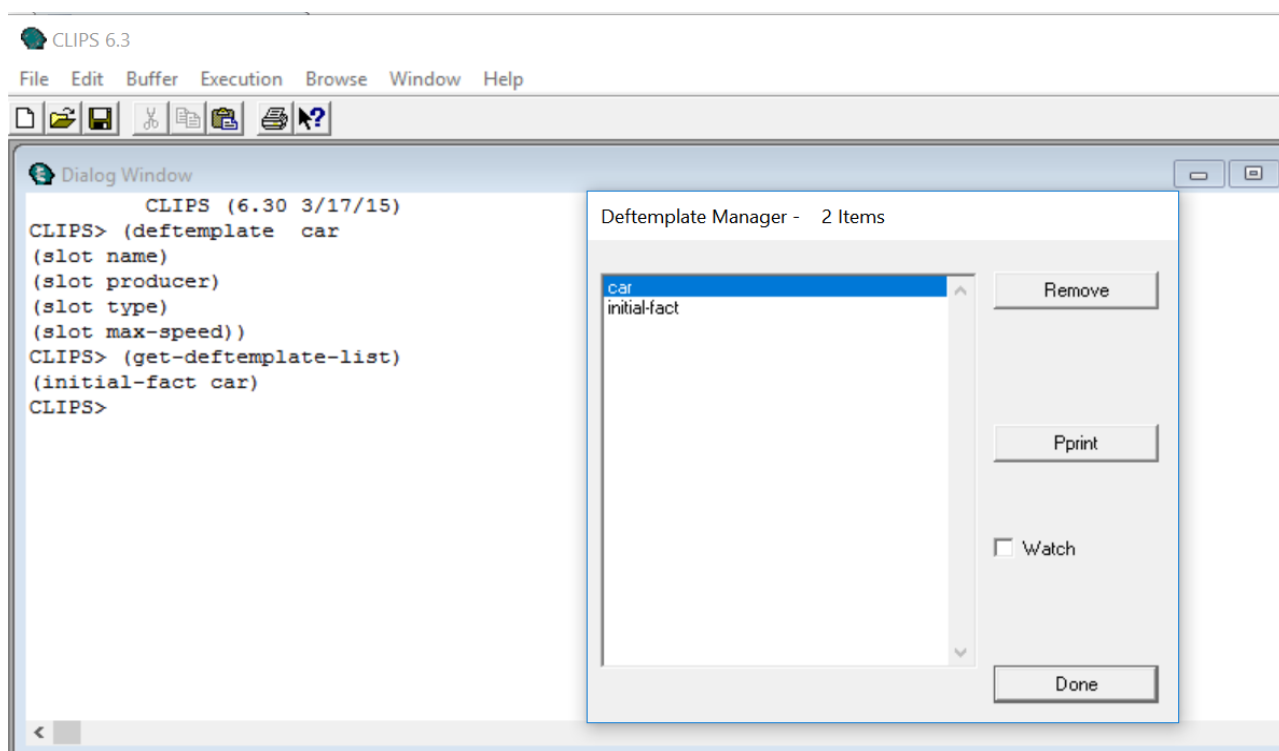 CLIPS 6.3
File Edit Buffer Execution Browse Window Help
Dialog Window
CLIPS (6.30 3/17/15)
CLIPS> (deftemplate  car
(slot name)
(slot producer)
(slot type)
(slot max-speed))
CLIPS> (get-deftemplate-list)
(initial-fact car)
CLIPS>
Deftemplate Manager -   2 Items
car
initial-fact
Remove
Pprint
Watch
Done